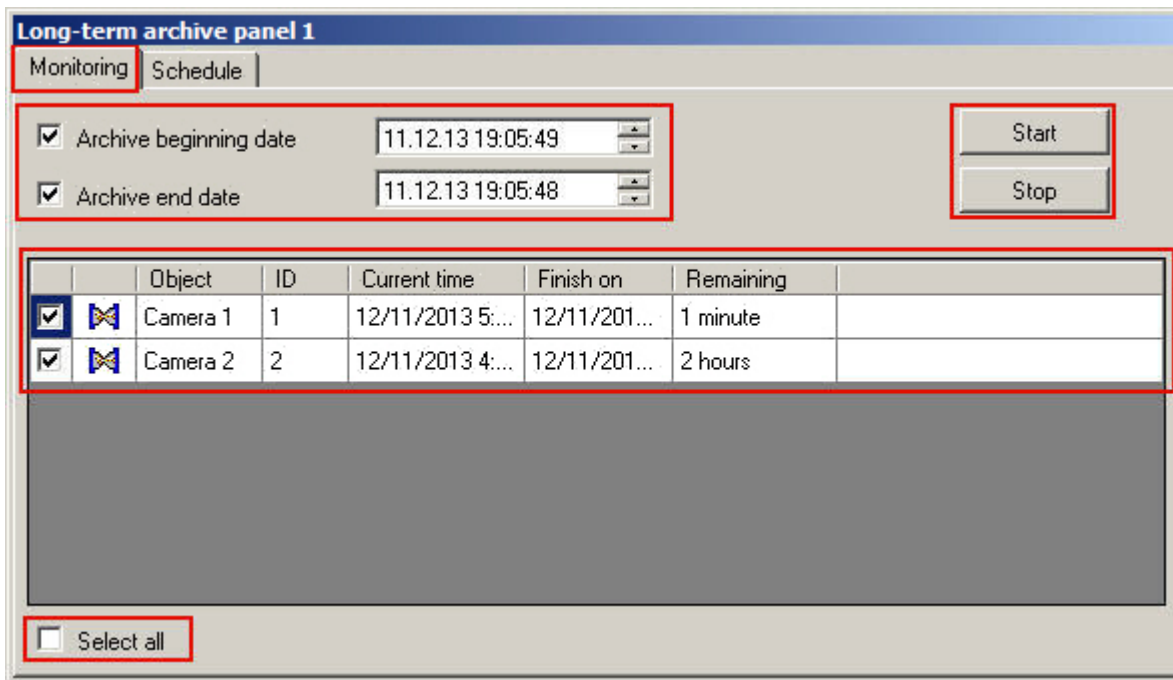 Long-term archive panel 1
Monitoring Schedule
Archive beginning date 11.12.13 19:05:49 Start
Archive end date 11.12.13 19:05:48 Stop
Object ID Current time Finish on Remaining
Camera 1 1 12/11/2013 5:... 12/11/201... 1 minute
Camera 2 2 12/11/2013 4:... 12/11/201... 2 hours
Select all